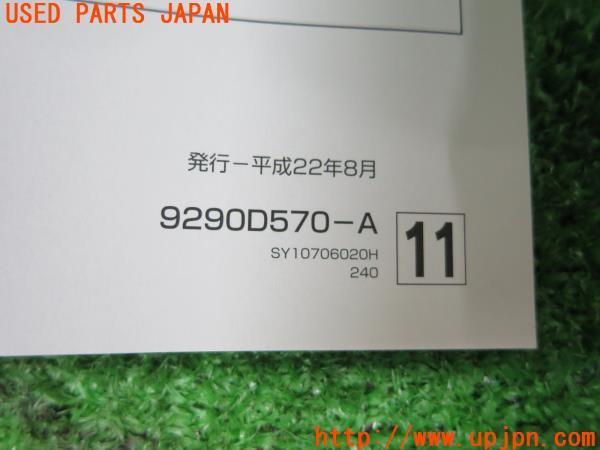 USED PARTS JAPAN
発行−平成22年8月
9290D570−A
SY10706020H
240
11
http://www.upjpn.com